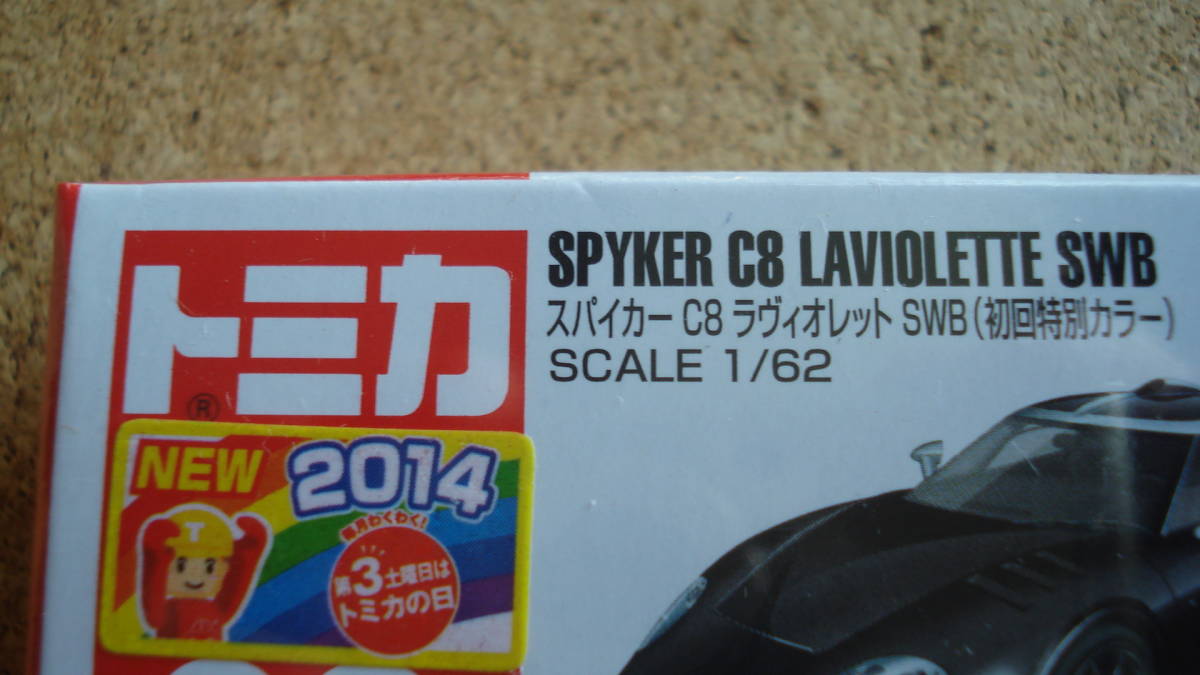 トミカ
®
SPYKER C8 LAVIOLETTE SWB
スパイカー C8 ラヴィオレット SWB（初回特別カラー）
SCALE 1/62
NEW
2014
T
毎月わくわく！
第3土曜日は
トミカの日